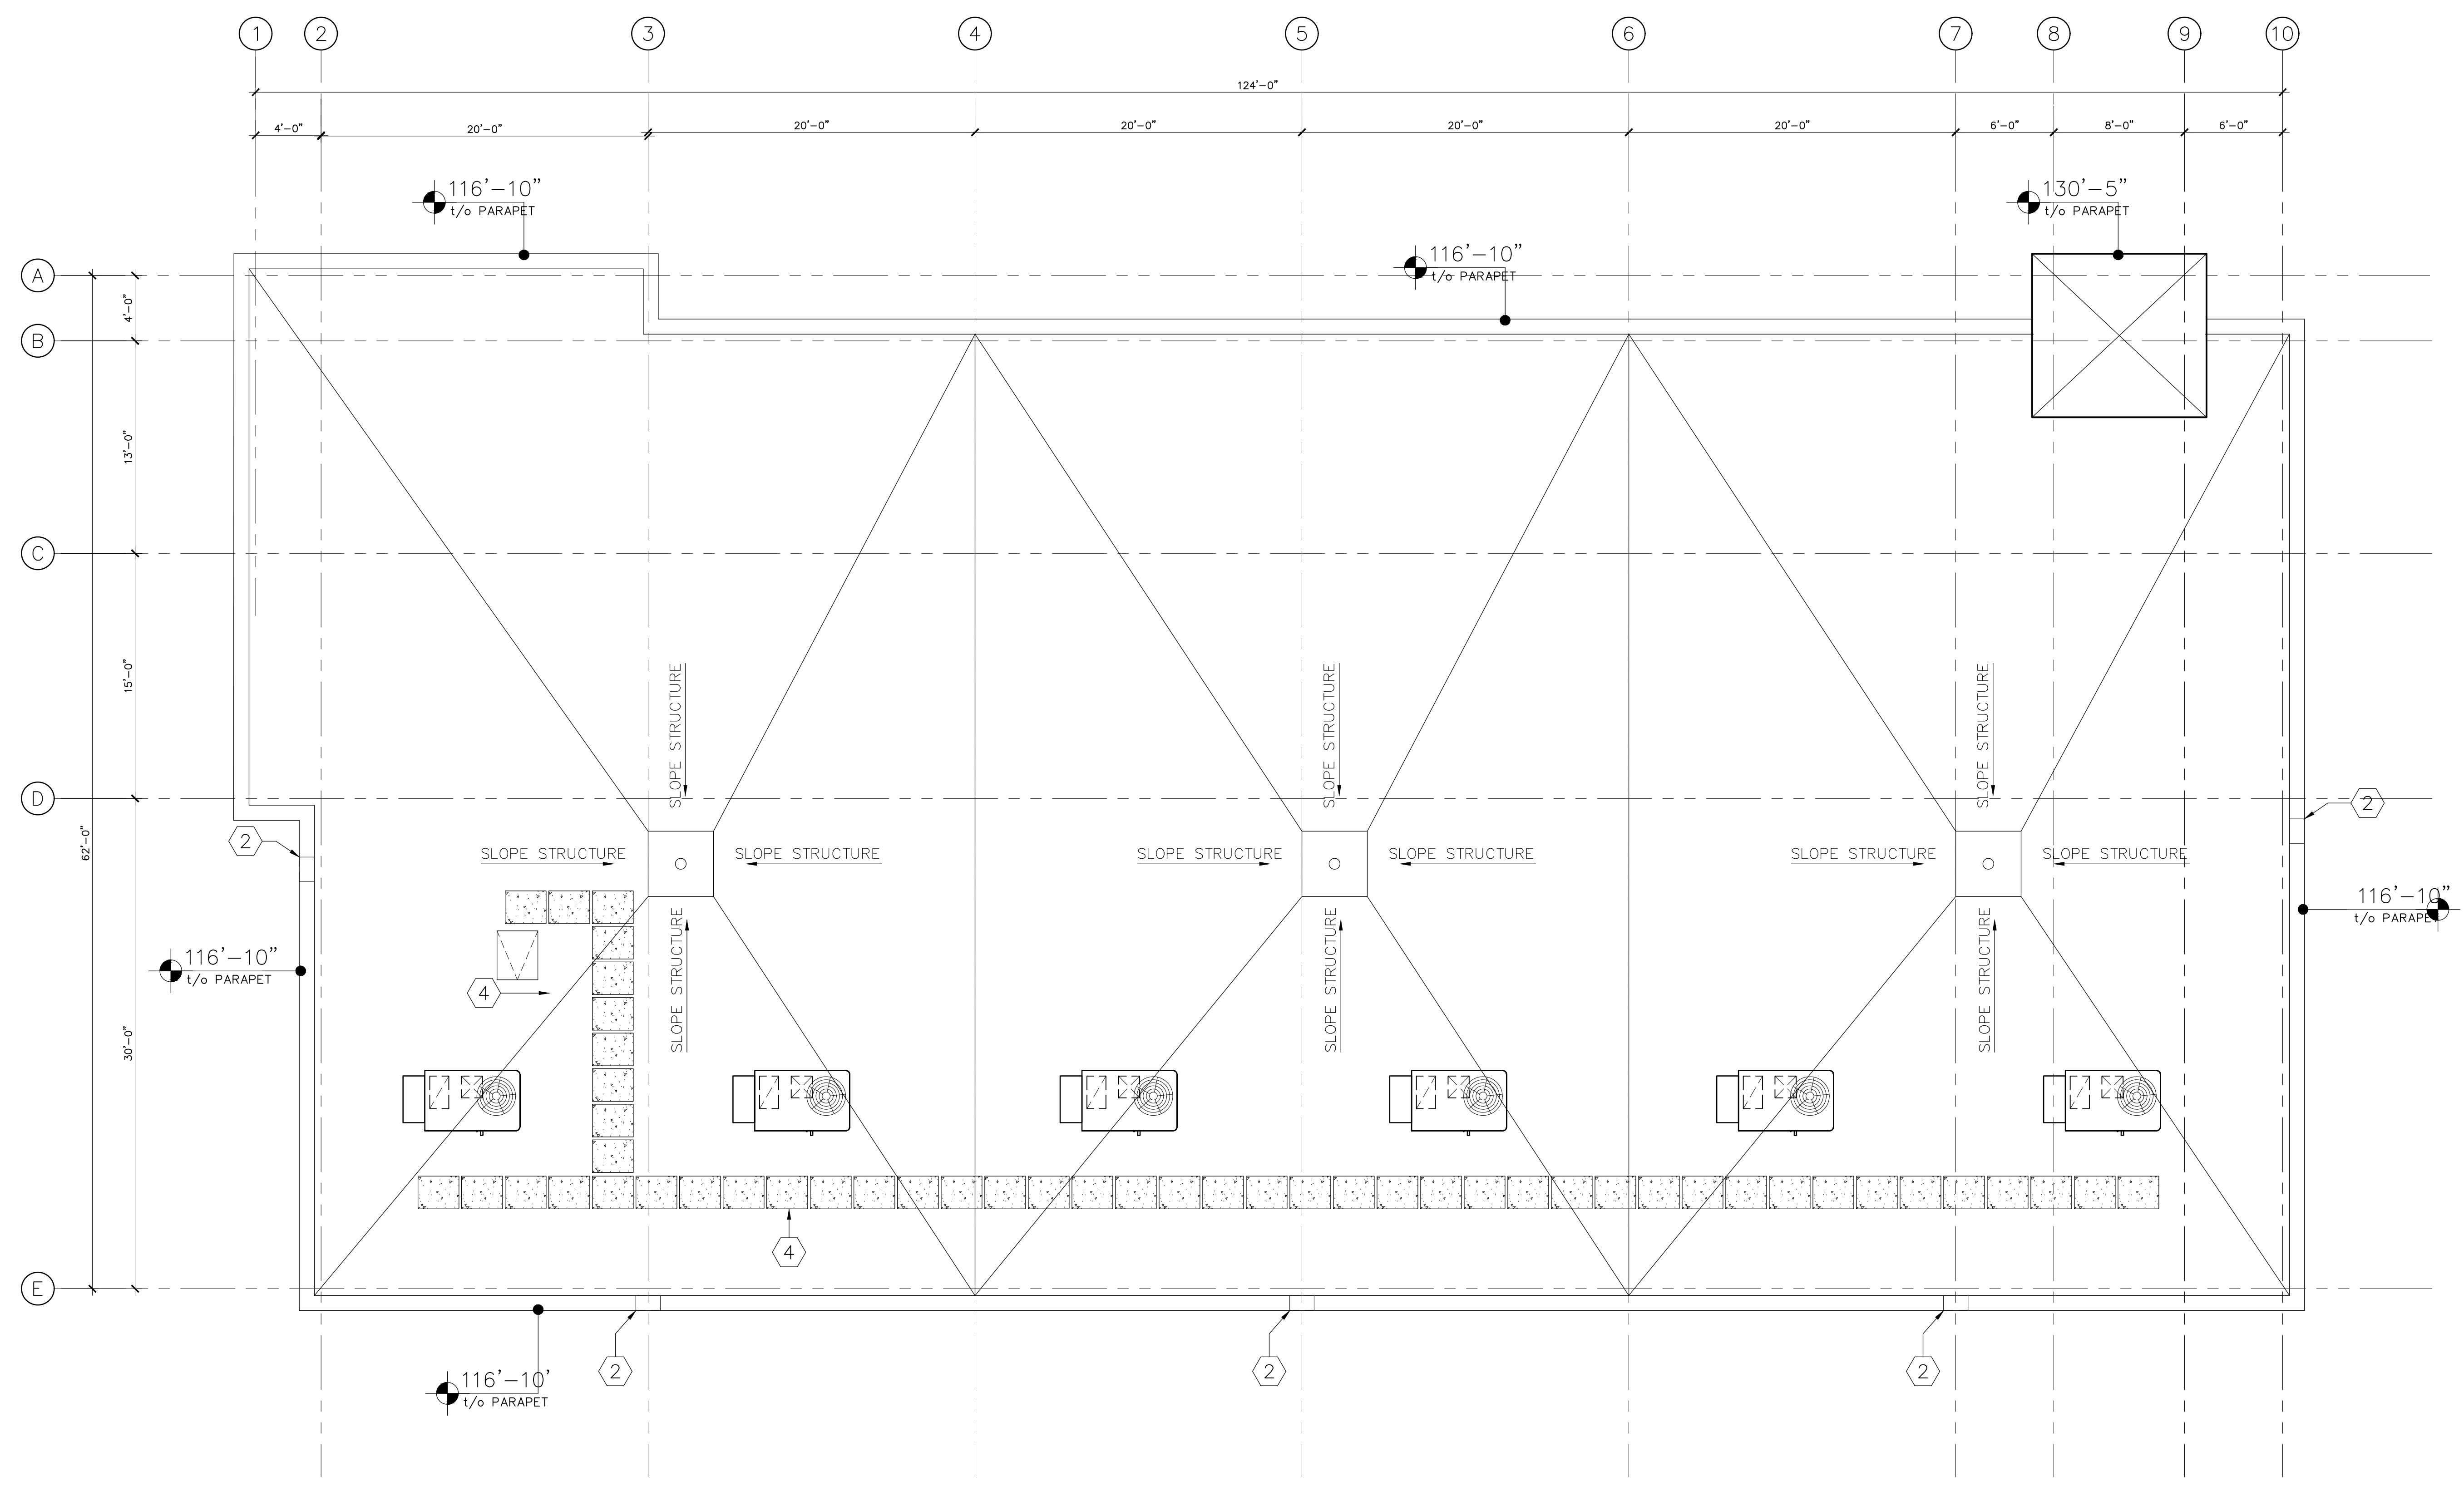 1 2 3 4 5 6 7 8 9 10
124'-0"
4'-0" 20'-0" 20'-0" 20'-0" 20'-0" 20'-0" 6'-0" 8'-0" 6'-0"
116'-10"
t/o PARAPET
130'-5"
t/o PARAPET
116'-10"
t/o PARAPET
A
4'-0"
B
13'-0"
C
15'-0"
SLOPE STRUCTURE
SLOPE STRUCTURE
SLOPE STRUCTURE
D
62'-0"
2
2
SLOPE STRUCTURE
SLOPE STRUCTURE
SLOPE STRUCTURE
SLOPE STRUCTURE
SLOPE STRUCTURE
SLOPE STRUCTURE
116'-10"
t/o PARAPET
116'-10"
t/o PARAPET
4
SLOPE STRUCTURE
SLOPE STRUCTURE
SLOPE STRUCTURE
30'-0"
4
E
2
2
2
116'-10'
t/o PARAPET